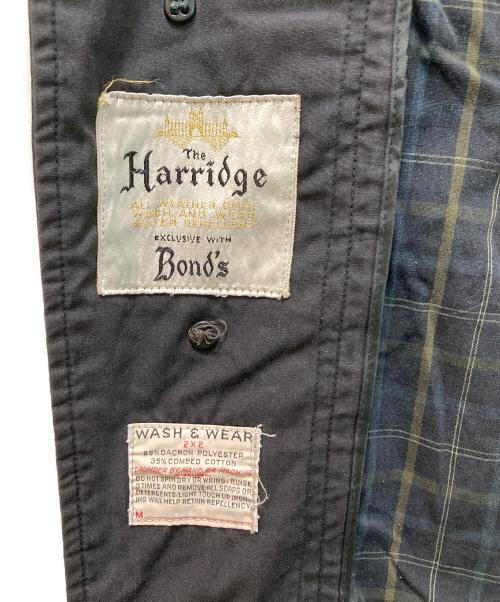 The
Harridge
ALL WEATHER COAT
WASH AND WEAR
WATER REPELLENT
EXCLUSIVE WITH
Bond's
WASH & WEAR
2X2
65% DACRON POLYESTER
35% COMBED COTTON
LAUNDER BY HAND OR MACHINE
DO NOT SPIN DRY OR WRING. RINSE
3 TIMES AND REMOVE ALL SOAPS OR
DETERGENTS. LIGHT TOUCH UP IRON-
ING WILL HELP RETAIN REPELLENCY
M